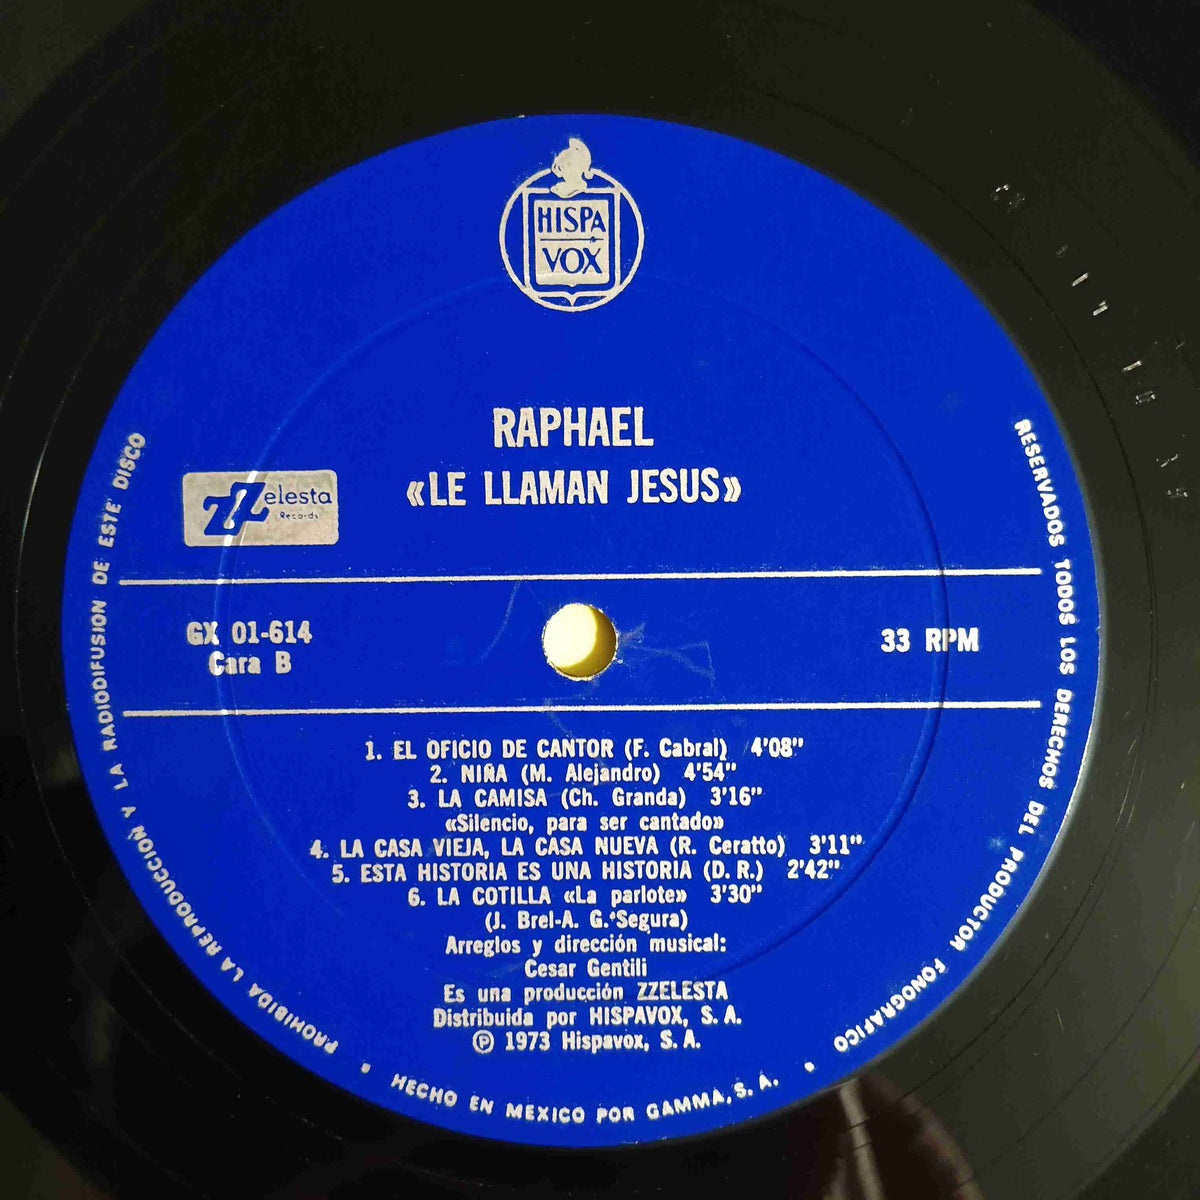 HISPA
VOX
RAPHAEL
«LE LLAMAN JESUS»
ZZelesta
Records
GX 01-614
Cara B
33 RPM
1. EL OFICIO DE CANTOR (F. Cabral) 4'08"
2. NIÑA (M. Alejandro) 4'54"
3. LA CAMISA (Ch. Granda) 3'16"
«Silencio, para ser cantado»
4. LA CASA VIEJA, LA CASA NUEVA (R. Ceratto) 3'11"
5. ESTA HISTORIA ES UNA HISTORIA (D. R.) 2'42"
6. LA COTILLA «La parlote» 3'30"
(J. Brel-A. G. Segura)
Arreglos y dirección musical:
Cesar Gentili
Es una producción ZZELESTA
Distribuida por HISPAVOX, S. A.
℗ 1973 Hispavox, S. A.
PROHIBIDA LA REPRODUCCION Y LA RADIODIFUSION DE ESTE DISCO
RESERVADOS TODOS LOS DERECHOS DEL PRODUCTOR FONOGRAFICO
• HECHO EN MEXICO POR GAMMA, S. A. •